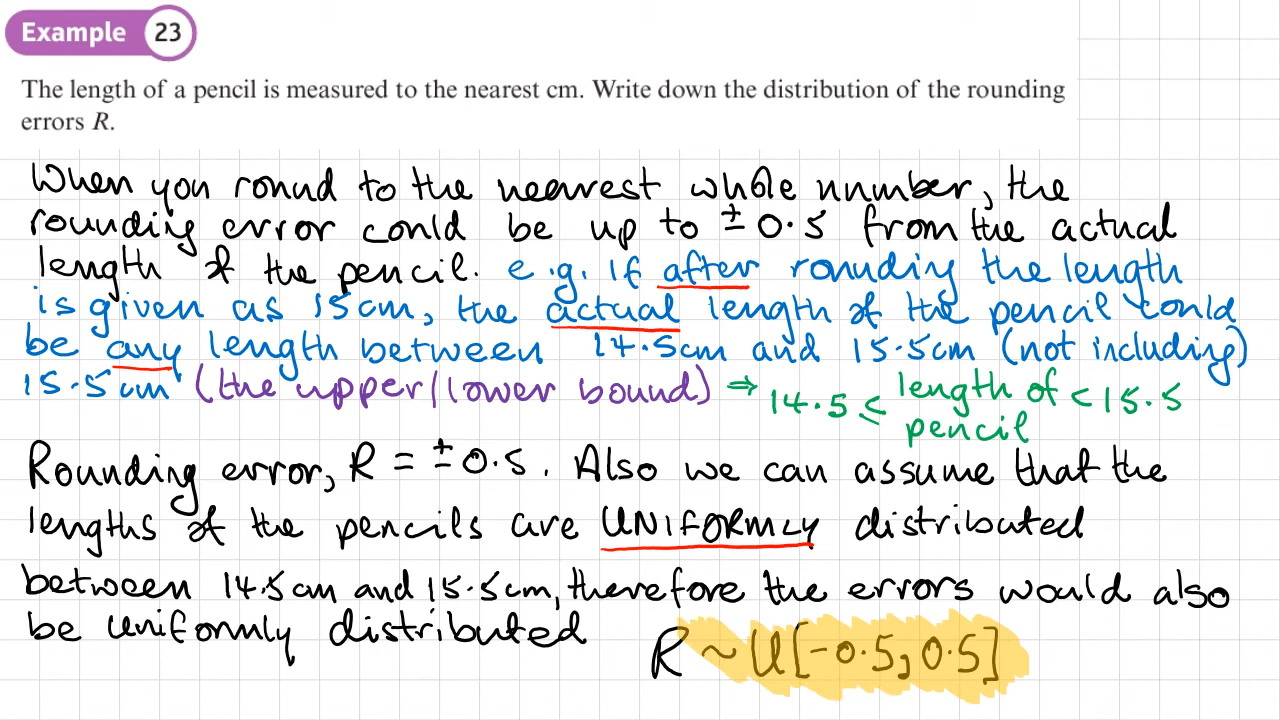 Example 23
The length of a pencil is measured to the nearest cm. Write down the distribution of the rounding
errors R.
When you round to the nearest whole number, the
rounding error could be up to ± 0.5 from the actual
length of the pencil. e.g. If after rounding the length
is given as 15cm, the actual length of the pencil could
be any length between 14.5cm and 15.5cm (not including)
15.5cm (the upper/lower bound) ⇒ 14.5 ≤ length of pencil < 15.5
Rounding error, R = ±0.5. Also we can assume that the
lengths of the pencils are UNIFORMLY distributed
between 14.5cm and 15.5cm, therefore the errors would also
be uniformly distributed R ~ U[-0.5, 0.5]